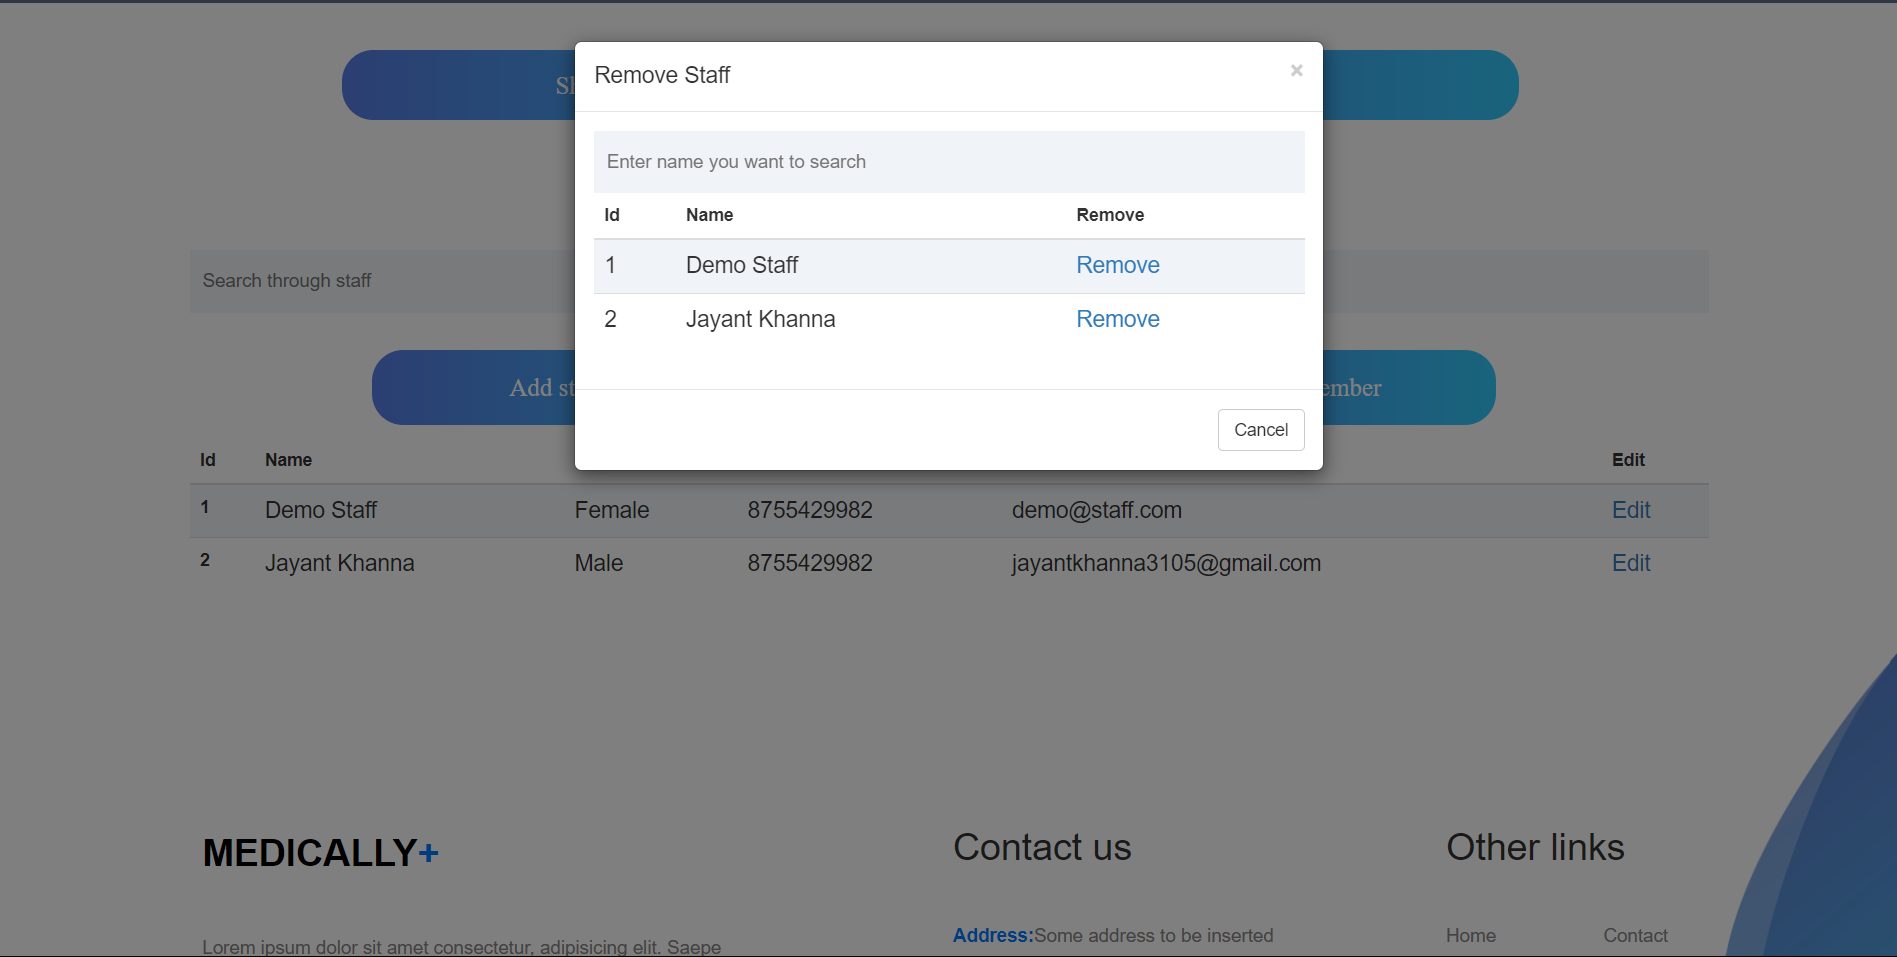 Remove Staff ×
Enter name you want to search
Id Name Remove
1 Demo Staff Remove
2 Jayant Khanna Remove
Cancel
Search through staff
Add
Id Name Edit
1 Demo Staff Female 8755429982 demo@staff.com Edit
2 Jayant Khanna Male 8755429982 jayantkhanna3105@gmail.com Edit
MEDICALLY+
Lorem ipsum dolor sit amet consectetur, adipisicing elit. Saepe
Contact us
Address:Some address to be inserted
Other links
Home Contact